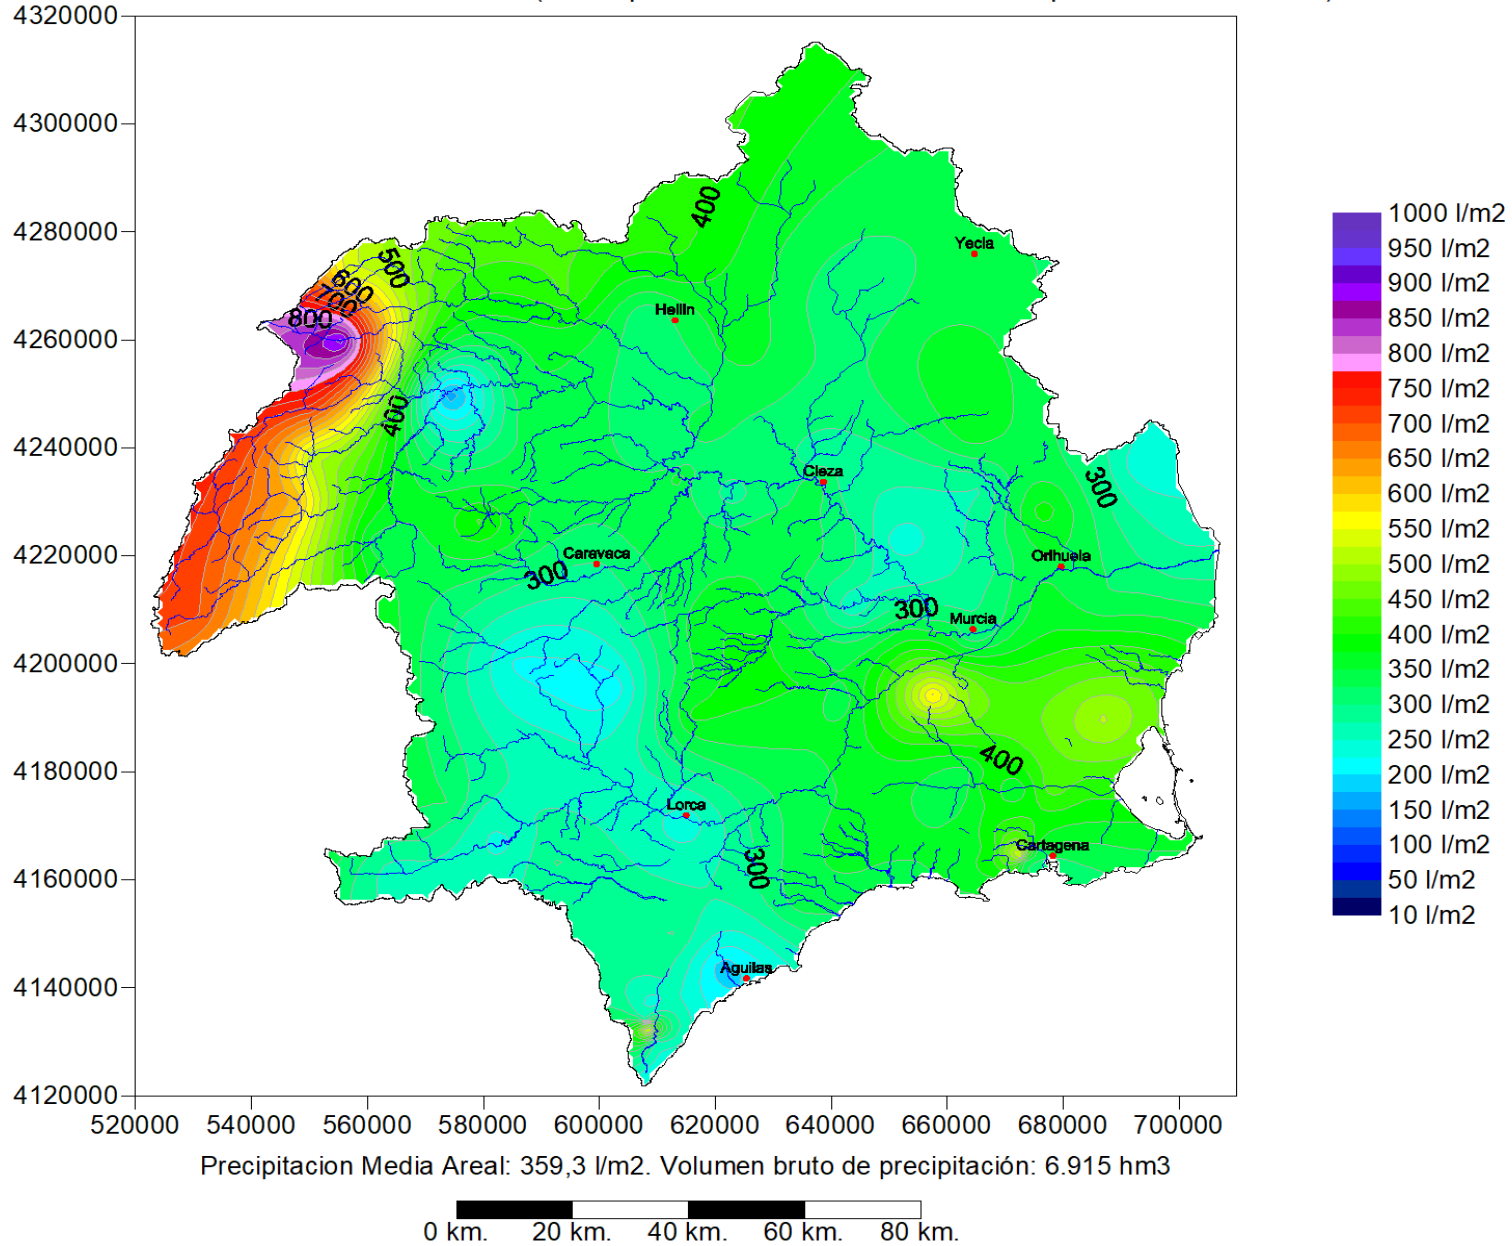 4320000
4300000
4280000
4260000
4240000
4220000
4200000
4180000
4160000
4140000
4120000
520000 540000 560000 580000 600000 620000 640000 660000 680000 700000
400
500
600
700
800
400
300
300
300
400
300
Yecla
Hellin
Cieza
Caravaca
Orihuela
Murcia
Lorca
Cartagena
Aguilas
1000 l/m2
950 l/m2
900 l/m2
850 l/m2
800 l/m2
750 l/m2
700 l/m2
650 l/m2
600 l/m2
550 l/m2
500 l/m2
450 l/m2
400 l/m2
350 l/m2
300 l/m2
250 l/m2
200 l/m2
150 l/m2
100 l/m2
50 l/m2
10 l/m2
Precipitacion Media Areal: 359,3 l/m2. Volumen bruto de precipitación: 6.915 hm3
0 km. 20 km. 40 km. 60 km. 80 km.